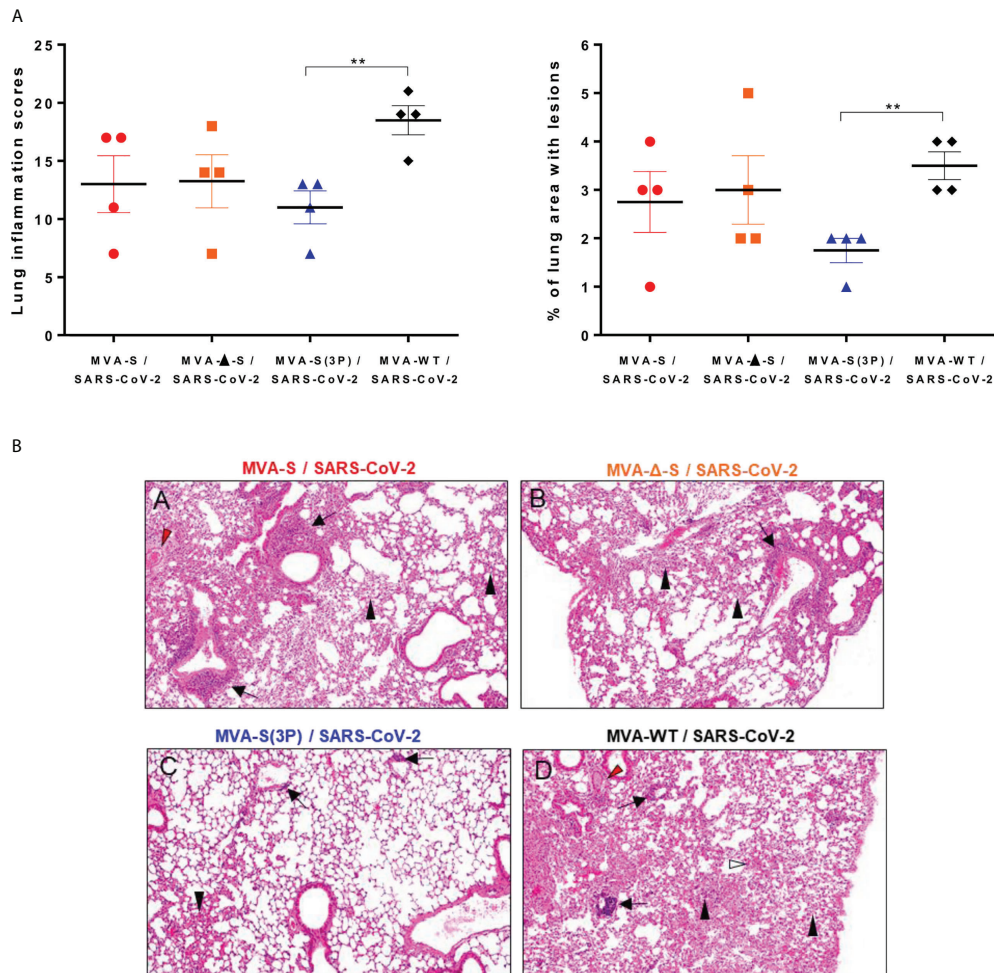 A
Lung inflammation scores
25
20
15
10
5
0
**
MVA-S /
SARS-CoV-2
MVA-▲-S /
SARS-CoV-2
MVA-S(3P) /
SARS-CoV-2
MVA-WT /
SARS-CoV-2
% of lung area with lesions
6
5
4
3
2
1
0
**
MVA-S /
SARS-CoV-2
MVA-▲-S /
SARS-CoV-2
MVA-S(3P) /
SARS-CoV-2
MVA-WT /
SARS-CoV-2
B
MVA-S / SARS-CoV-2
A
MVA-Δ-S / SARS-CoV-2
B
MVA-S(3P) / SARS-CoV-2
C
MVA-WT / SARS-CoV-2
D